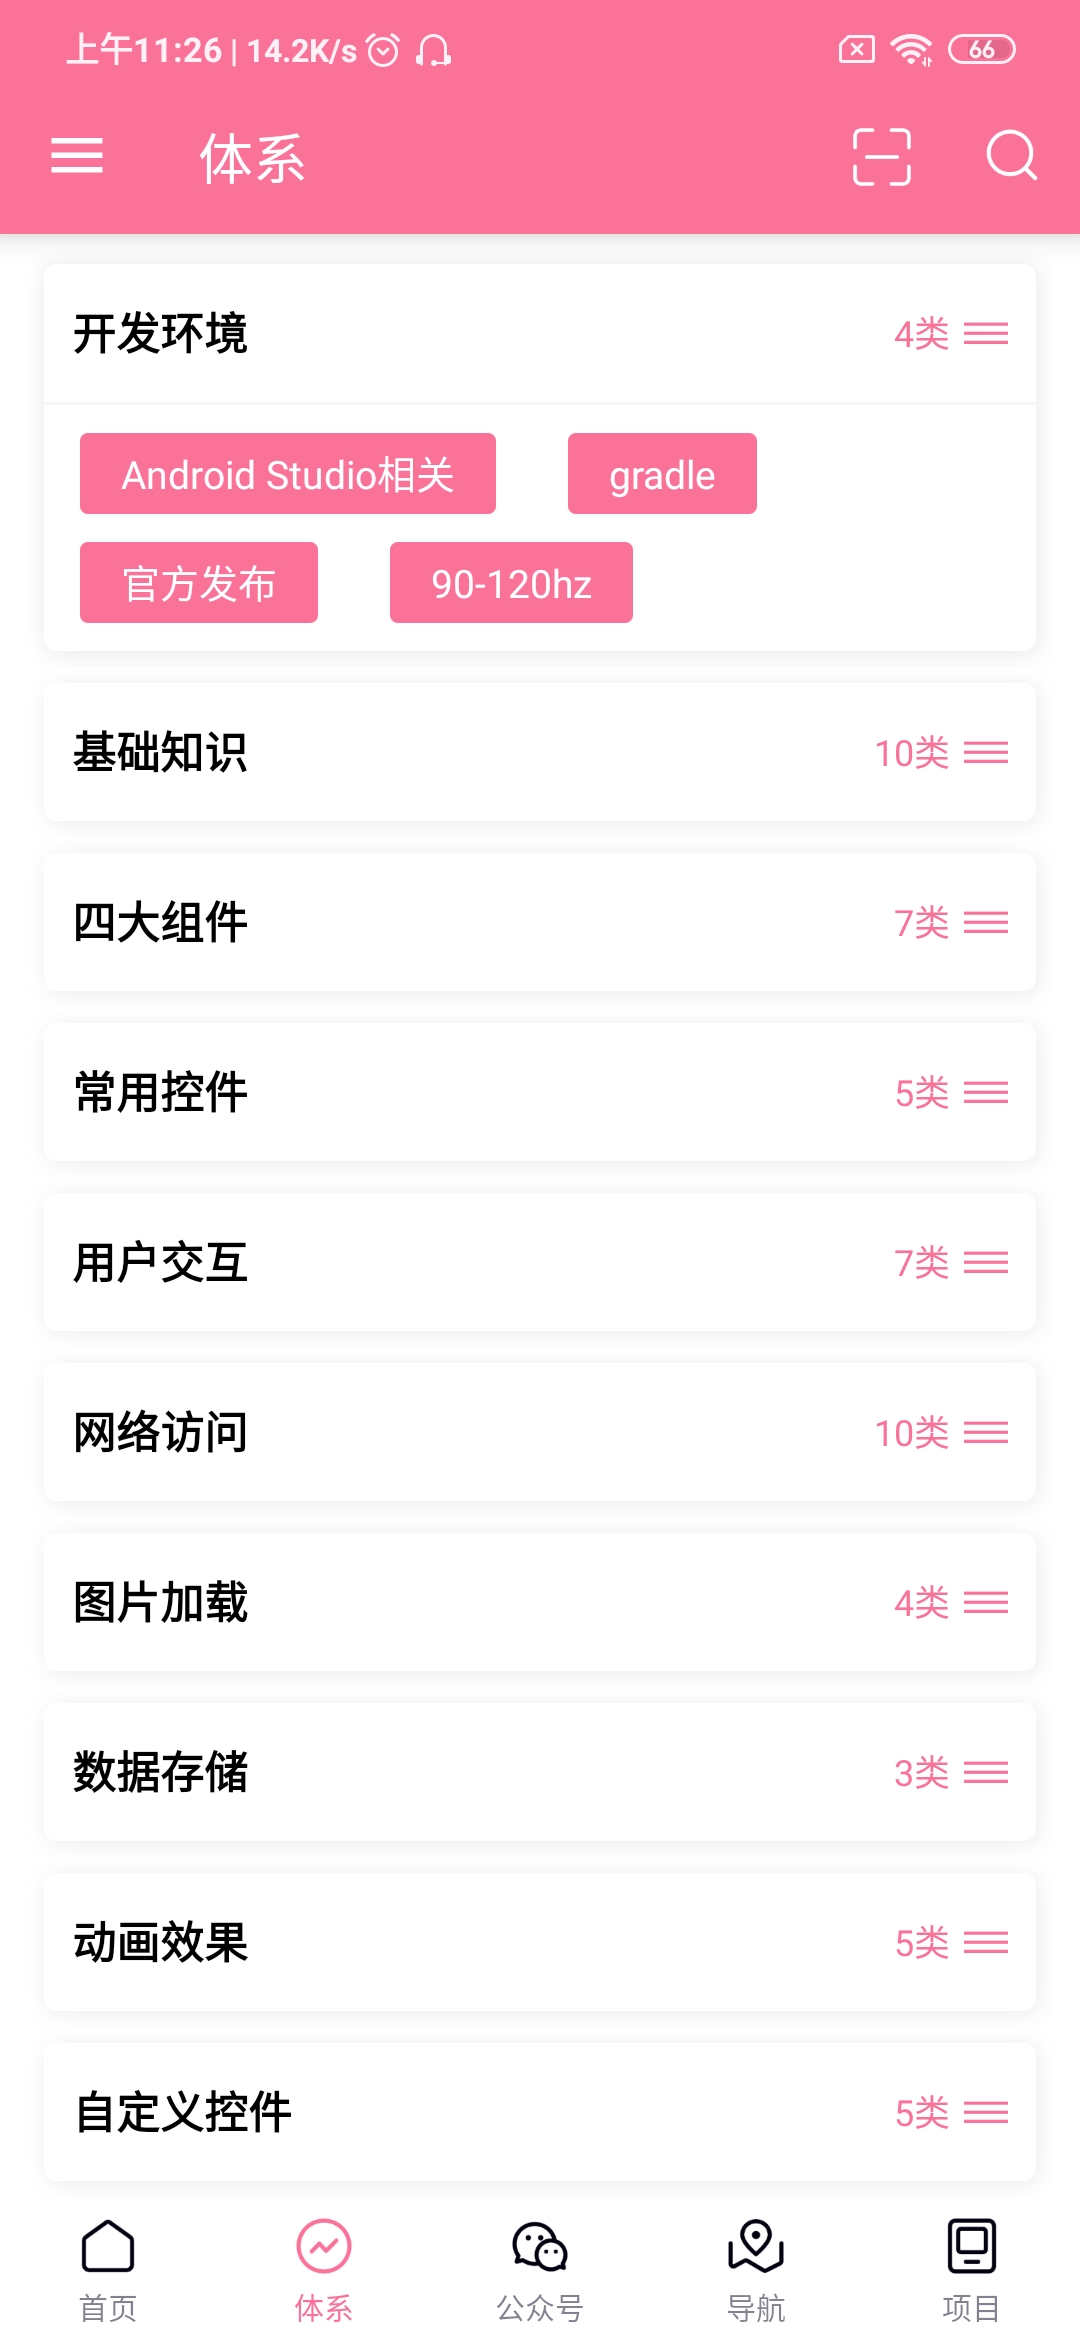 上午11:26 | 14.2K/s 66
体系
开发环境 4类
Android Studio相关 gradle
官方发布 90-120hz
基础知识 10类
四大组件 7类
常用控件 5类
用户交互 7类
网络访问 10类
图片加载 4类
数据存储 3类
动画效果 5类
自定义控件 5类
首页 体系 公众号 导航 项目